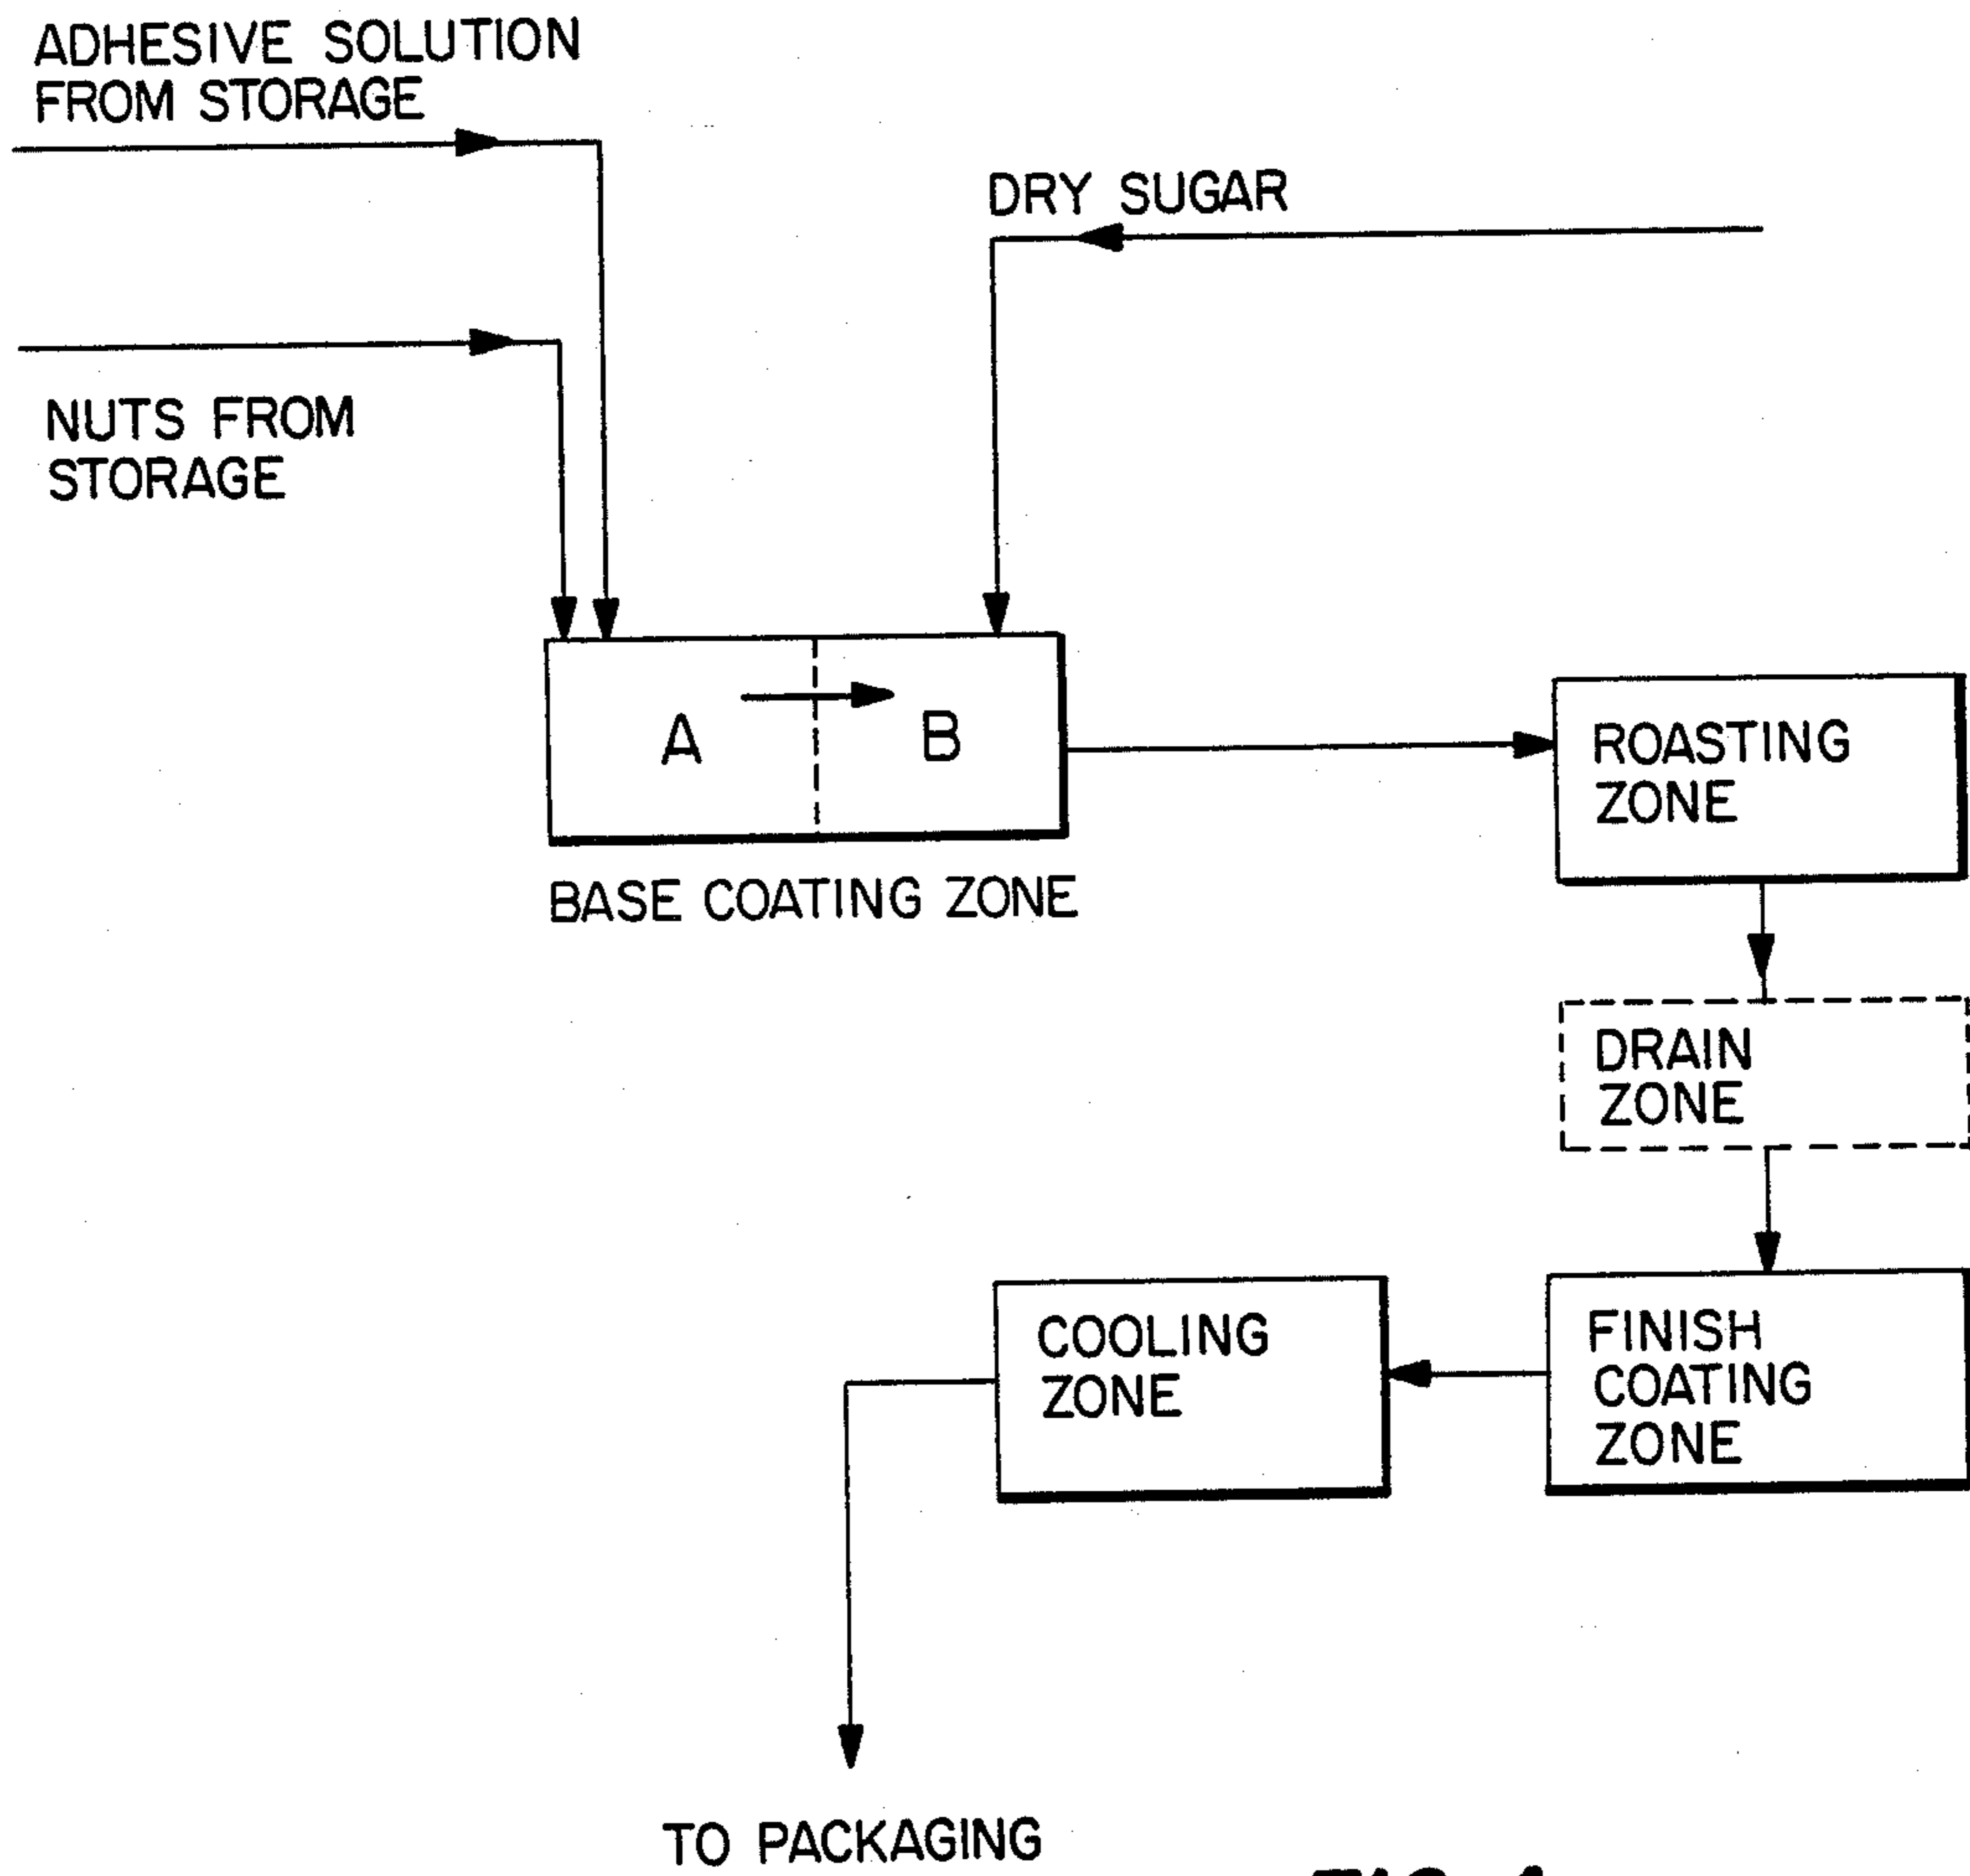 ADHESIVE SOLUTION
FROM STORAGE
DRY SUGAR
NUTS FROM
STORAGE
A
B
BASE COATING ZONE
ROASTING
ZONE
DRAIN
ZONE
FINISH
COATING
ZONE
COOLING
ZONE
TO PACKAGING